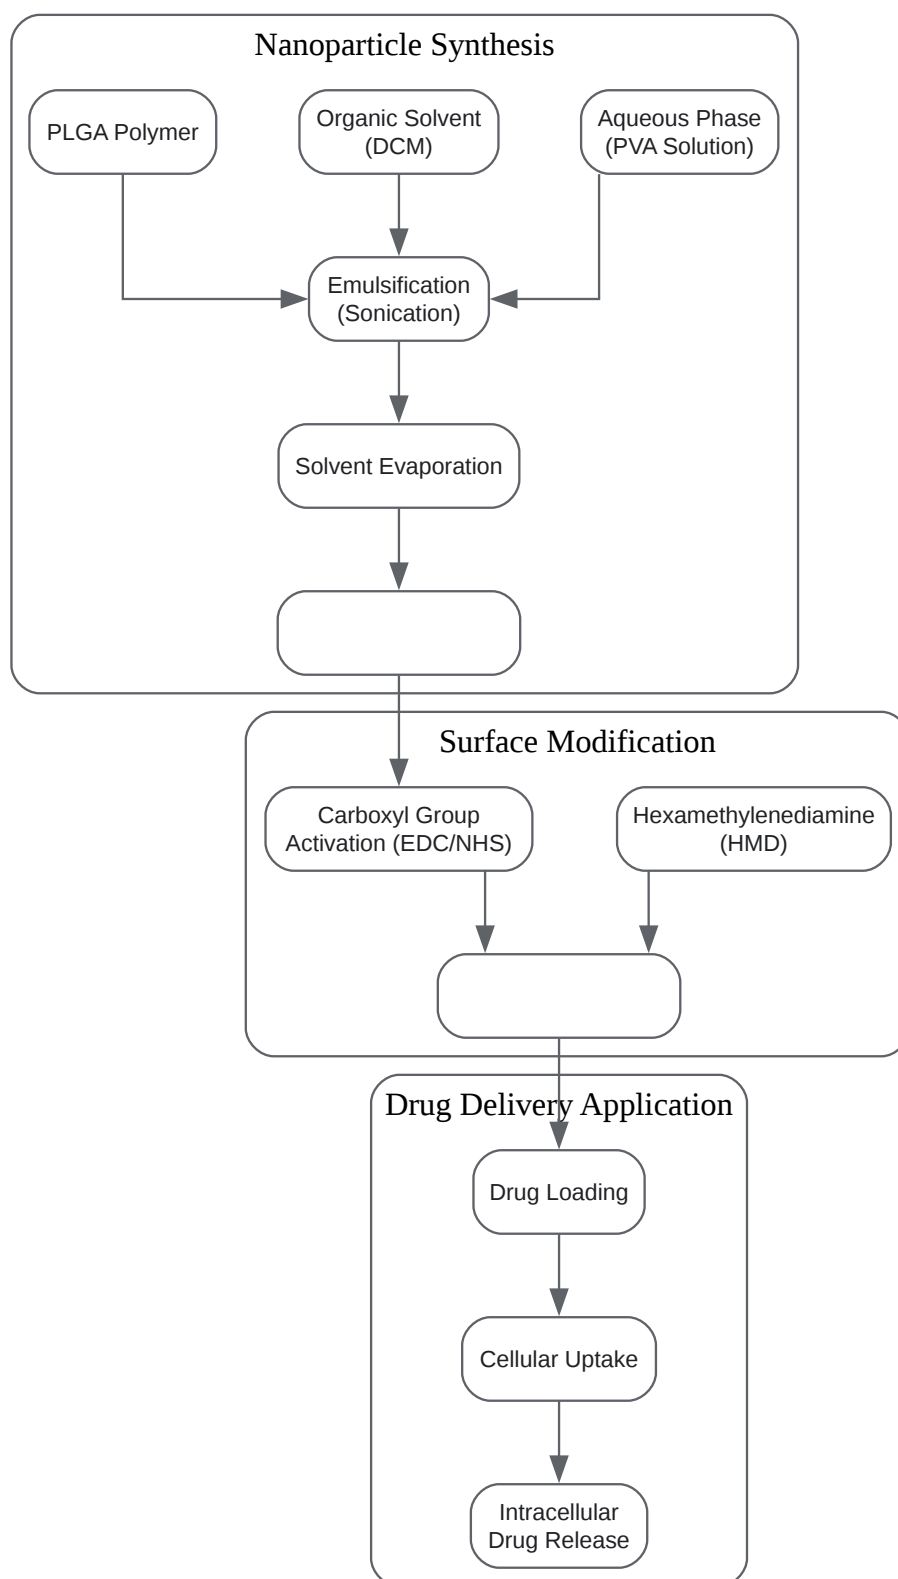 Nanoparticle Synthesis
PLGA Polymer
Organic Solvent
(DCM)
Aqueous Phase
(PVA Solution)
Emulsification
(Sonication)
Solvent Evaporation
Surface Modification
Carboxyl Group
Activation (EDC/NHS)
Hexamethylenediamine
(HMD)
Drug Delivery Application
Drug Loading
Cellular Uptake
Intracellular
Drug Release